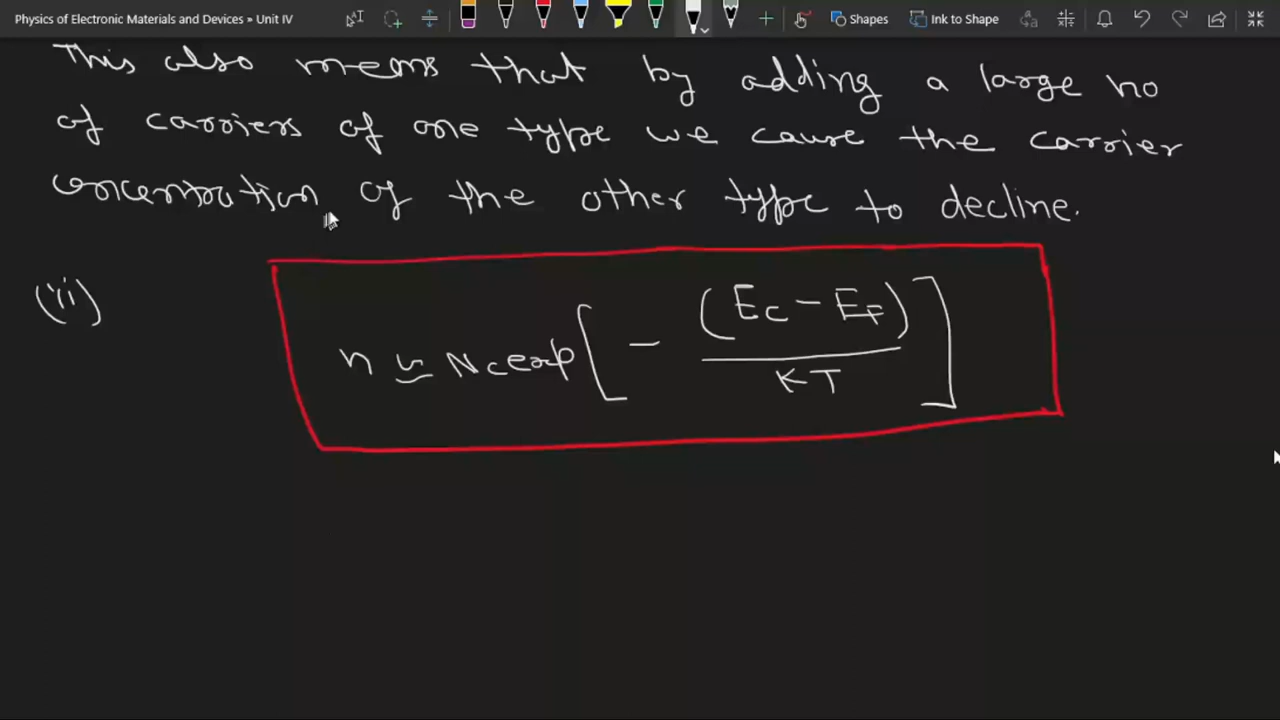 Physics of Electronic Materials and Devices » Unit IV
Shapes
Ink to Shape
This also means that by adding a large no
of carriers of one type we cause the carrier
concentration of the other type to decline.
(ii)
n ≃ Nc exp[ - (Ec - EF) / KT ]